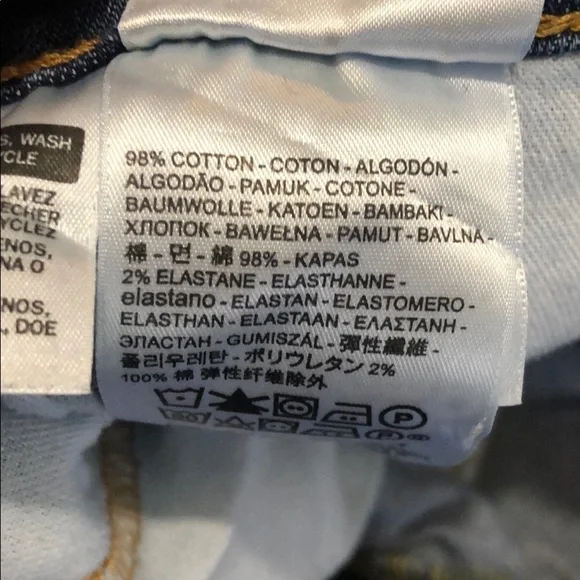 S, WASH
CLE
LAVEZ
ECHER
YCLEZ
ENOS,
NA O
NOS,
, DOE
98% COTTON - COTON - ALGODÓN -
ALGODÃO - PAMUK - COTONE -
BAUMWOLLE - KATOEN - BAMBAKI -
ХЛОПОК - BAWEŁNA - PAMUT - BAVLNA -
棉 - 면 - 綿 98% - KAPAS
2% ELASTANE - ELASTHANNE -
elastano - ELASTAN - ELASTOMERO -
ELASTHAN - ELASTAAN - ΕΛΑΣΤΑΝΗ -
ЭЛАСТАН - GUMISZÁL - 彈性纖維 -
폴리우레탄 - ポリウレタン 2%
100% 棉 弹性纤维除外
P
P